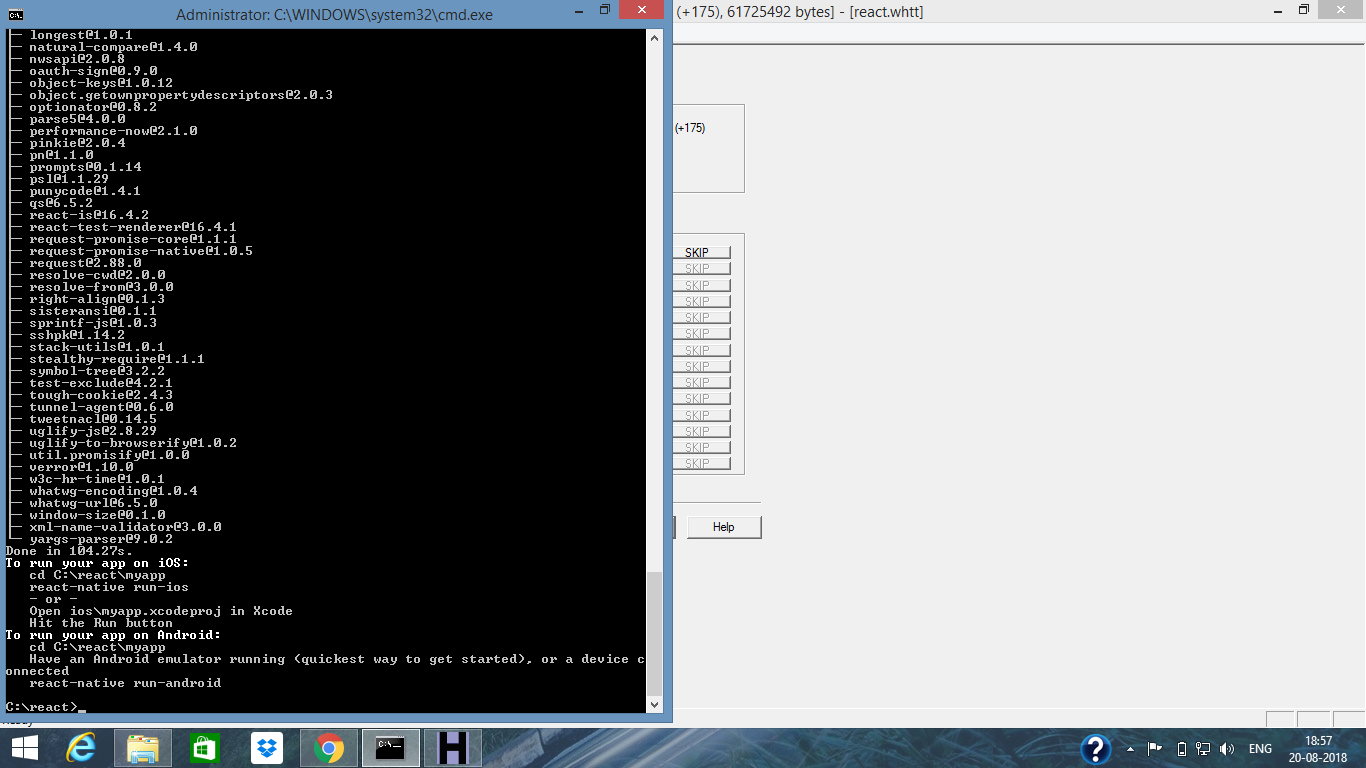 Administrator: C:\WINDOWS\system32\cmd.exe
(+175), 61725492 bytes] - [react.whtt]
├─ longest@1.0.1
├─ natural-compare@1.4.0
├─ nwsapi@2.0.8
├─ oauth-sign@0.9.0
├─ object-keys@1.0.12
├─ object.getownpropertydescriptors@2.0.3
├─ optionator@0.8.2
├─ parse5@4.0.0
├─ performance-now@2.1.0
├─ pinkie@2.0.4
├─ pn@1.1.0
├─ prompts@0.1.14
├─ psl@1.1.29
├─ punycode@1.4.1
├─ qs@6.5.2
├─ react-is@16.4.2
├─ react-test-renderer@16.4.1
├─ request-promise-core@1.1.1
├─ request-promise-native@1.0.5
├─ request@2.88.0
├─ resolve-cwd@2.0.0
├─ resolve-from@3.0.0
├─ right-align@0.1.3
├─ sisteransi@0.1.1
├─ sprintf-js@1.0.3
├─ sshpk@1.14.2
├─ stack-utils@1.0.1
├─ stealthy-require@1.1.1
├─ symbol-tree@3.2.2
├─ test-exclude@4.2.1
├─ tough-cookie@2.4.3
├─ tunnel-agent@0.6.0
├─ tweetnacl@0.14.5
├─ uglify-js@2.8.29
├─ uglify-to-browserify@1.0.2
├─ util.promisify@1.0.0
├─ verror@1.10.0
├─ w3c-hr-time@1.0.1
├─ whatwg-encoding@1.0.4
├─ whatwg-url@6.5.0
├─ window-size@0.1.0
├─ xml-name-validator@3.0.0
└─ yargs-parser@9.0.2
Done in 104.27s.
To run your app on iOS:
cd C:\react\myapp
react-native run-ios
- or -
Open ios\myapp.xcodeproj in Xcode
Hit the Run button
To run your app on Android:
cd C:\react\myapp
Have an Android emulator running (quickest way to get started), or a device c
onnected
react-native run-android
C:\react>_
(+175)
SKIP
SKIP
SKIP
SKIP
SKIP
SKIP
SKIP
SKIP
SKIP
SKIP
SKIP
SKIP
SKIP
SKIP
Help
ENG
18:57
20-08-2018